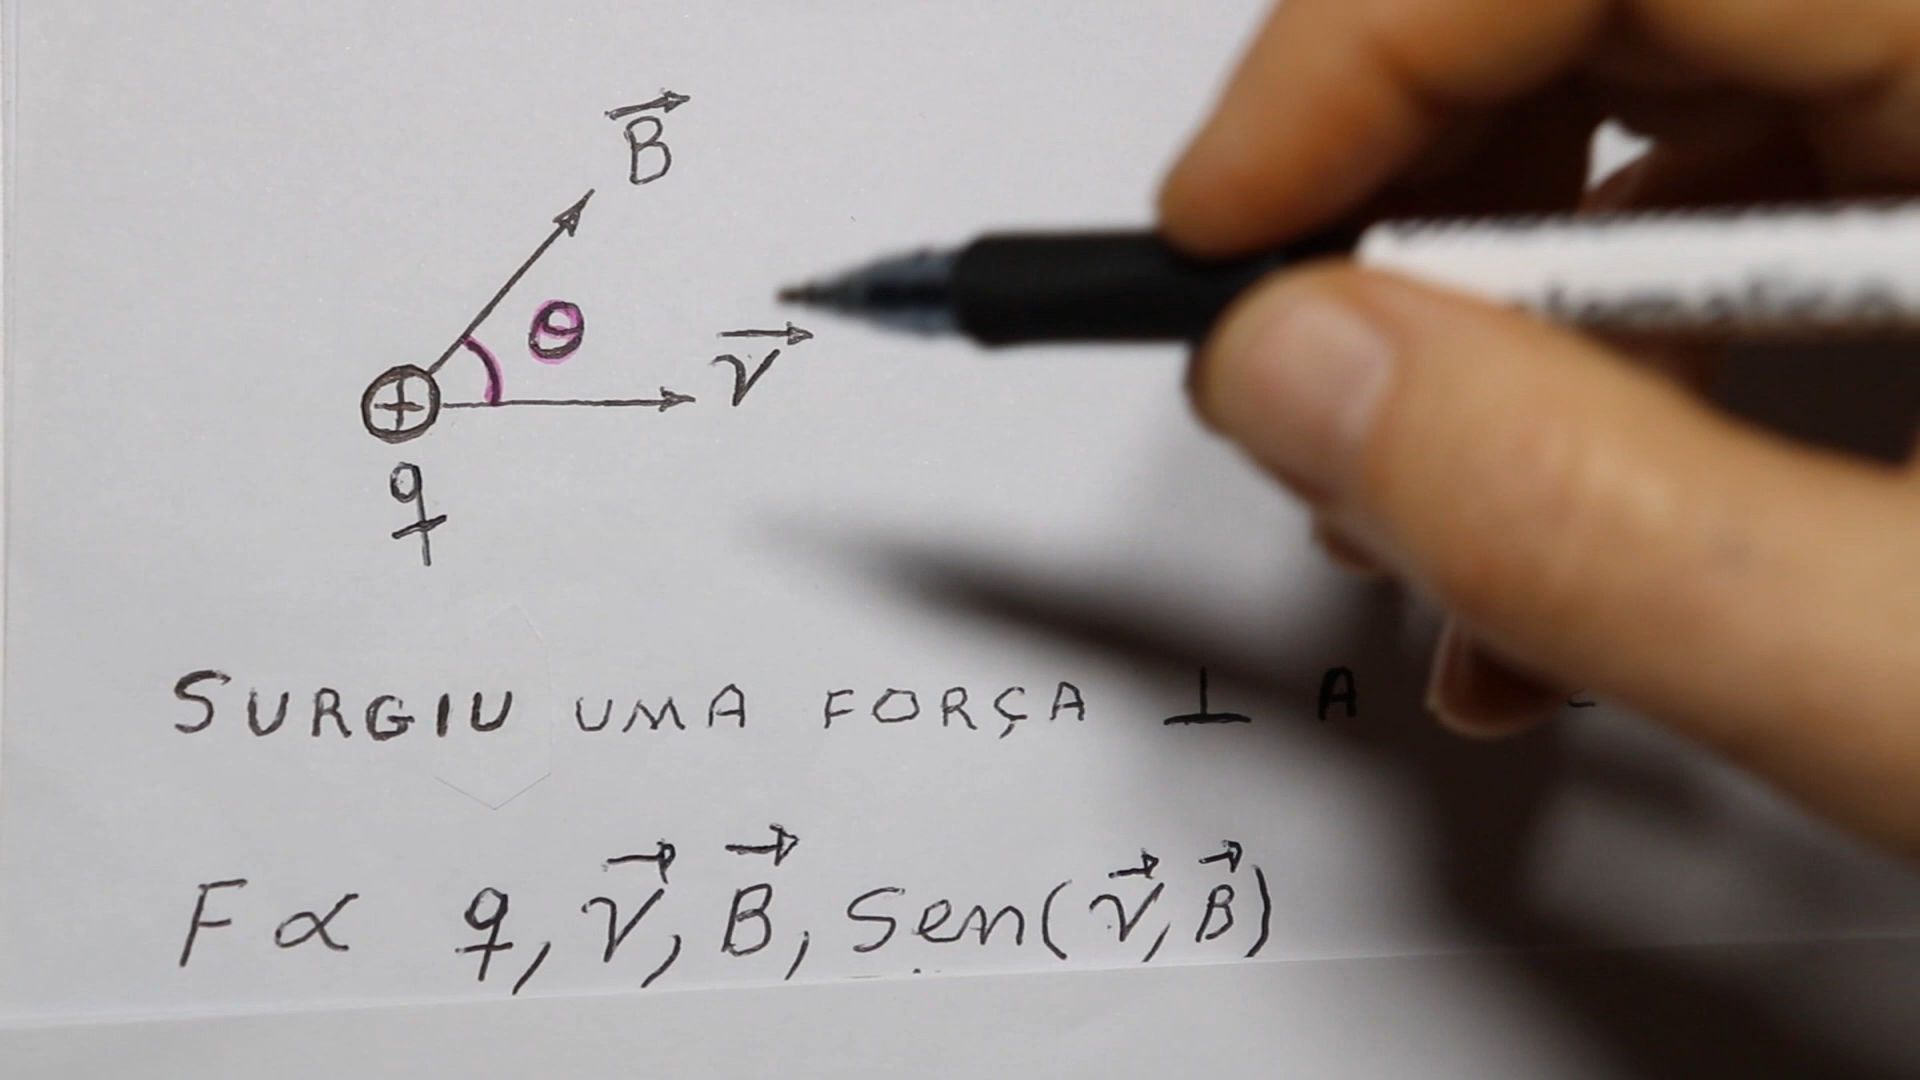 B
θ
v
q
SURGIU UMA FORÇA ⊥ A
F ∝ q, v, B, Sen(v, B)